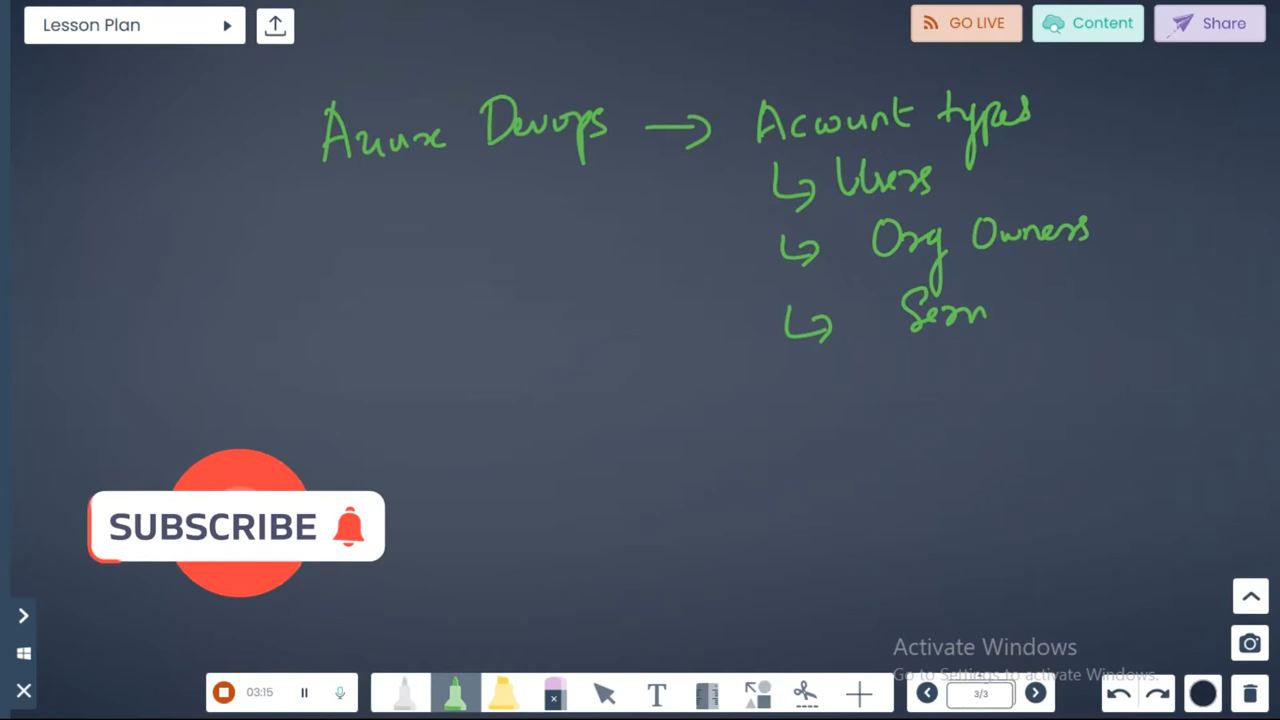 Lesson Plan
GO LIVE
Content
Share
Azure Devops → Account types
↳ Users
↳ Org Owners
↳ Serv
SUBSCRIBE
Activate Windows
Go to Settings to activate Windows.
03:15
T
3/3